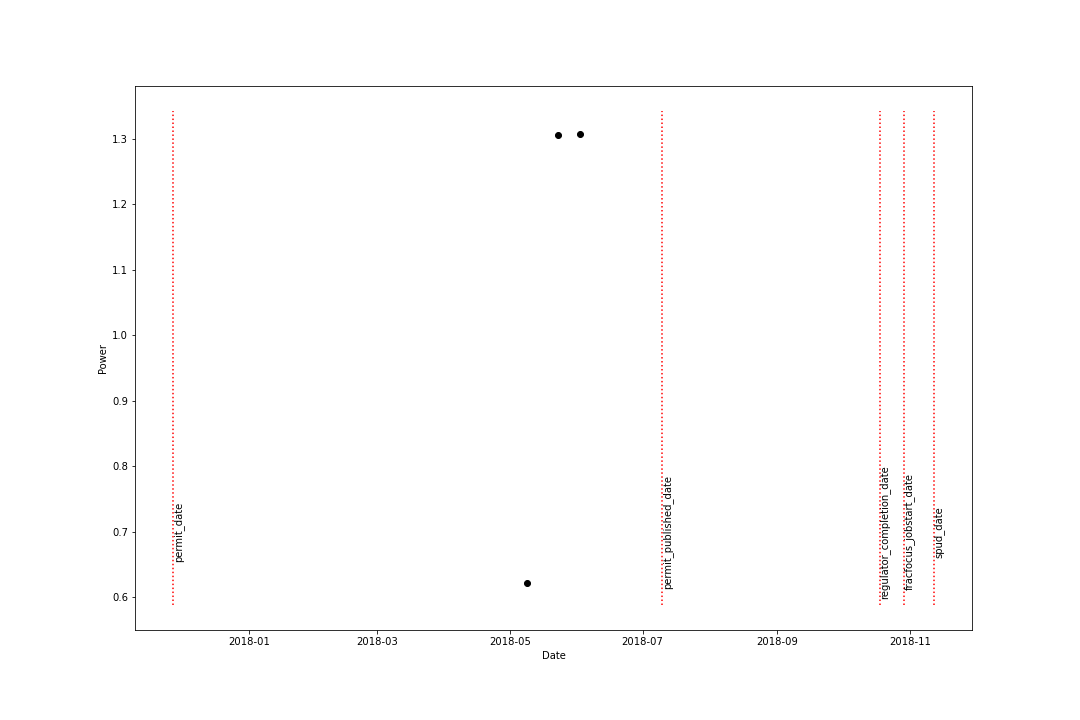 1.3
1.2
1.1
1.0
0.9
0.8
0.7
0.6
Power
permit_date
permit_published_date
regulator_completion_date
fracfocus_jobstart_date
spud_date
2018-01
2018-03
2018-05
2018-07
2018-09
2018-11
Date